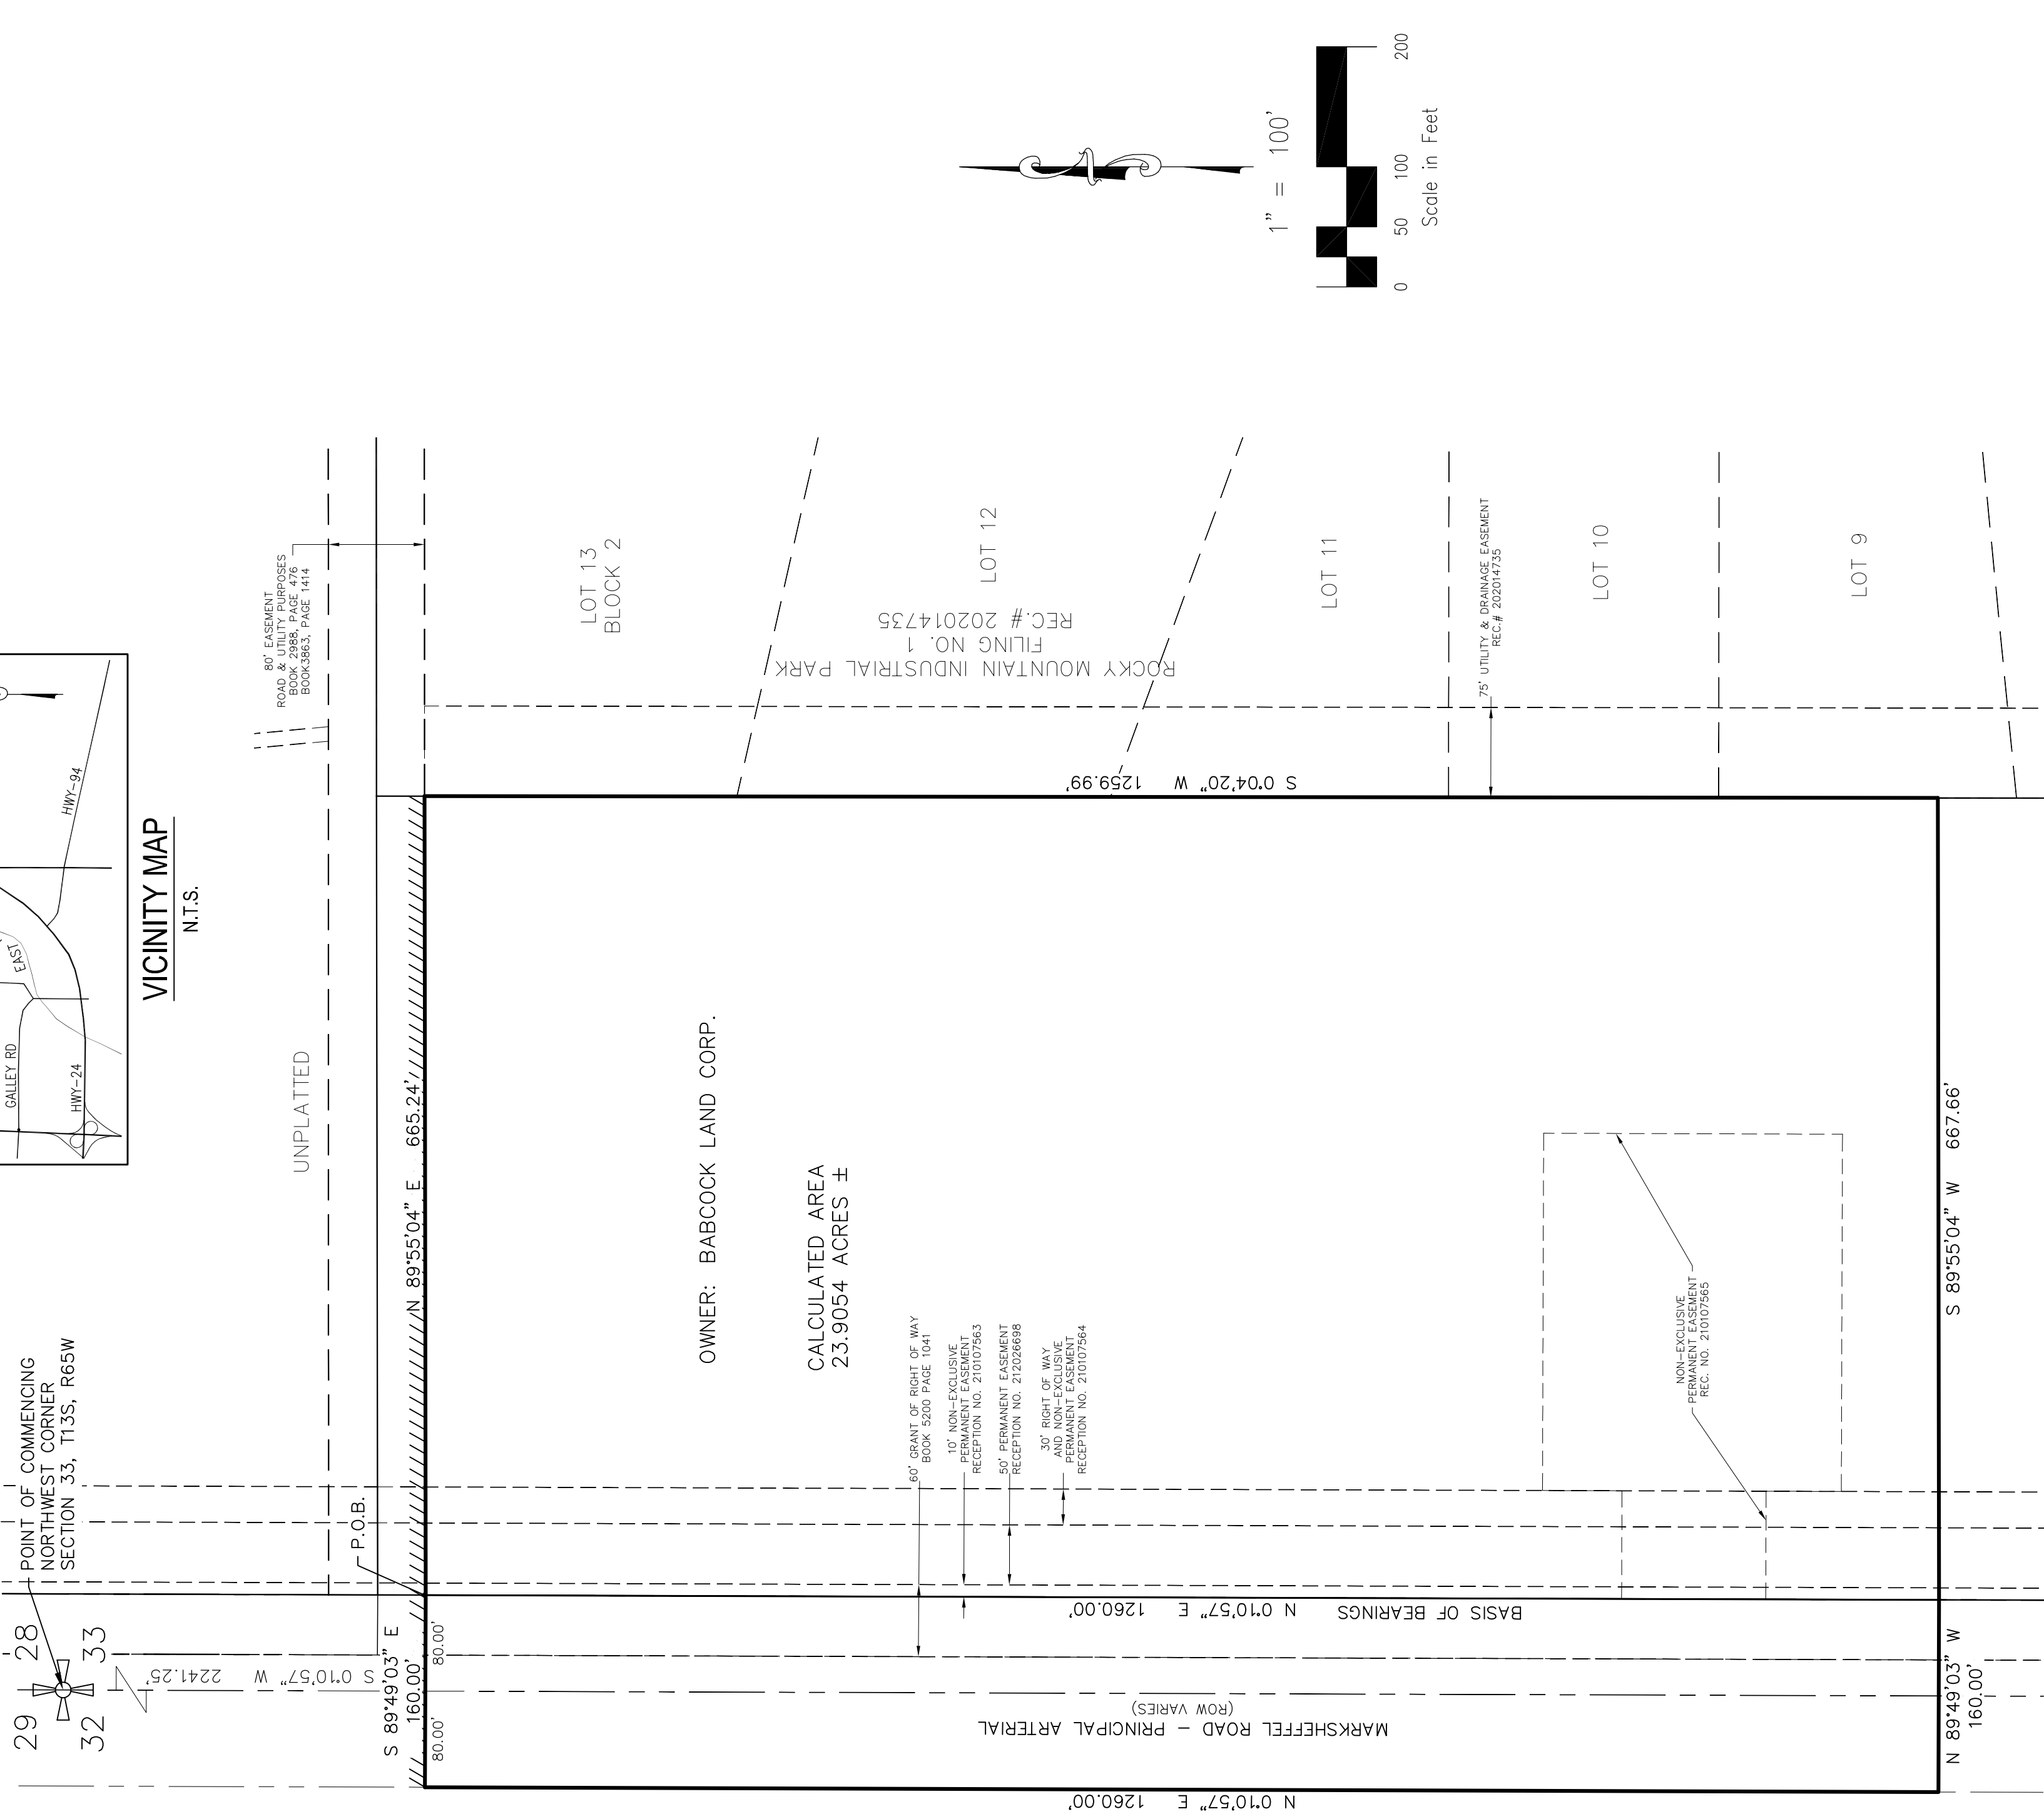 29
28
32
33
POINT OF COMMENCING
NORTHWEST CORNER
SECTION 33, T13S, R65W
GALLEY RD
HWY-24
EAST
HWY-94
VICINITY MAP
N.T.S.
UNPLATTED
80' EASEMENT
ROAD & UTILITY PURPOSES
BOOK 2988, PAGE 476
BOOK3863, PAGE 1414
S 0°10'57" W 2241.25'
P.O.B.
S 89°49'03" E
160.00'
80.00'
80.00'
N 89°55'04" E 665.24'
OWNER: BABCOCK LAND CORP.
CALCULATED AREA
23.9054 ACRES ±
60' GRANT OF RIGHT OF WAY
BOOK 5200 PAGE 1041
10' NON-EXCLUSIVE
PERMANENT EASEMENT
RECEPTION NO. 210107563
50' PERMANENT EASEMENT
RECEPTION NO. 212026698
30' RIGHT OF WAY
AND NON-EXCLUSIVE
PERMANENT EASEMENT
RECEPTION NO. 210107564
N 0°10'57" E 1260.00'
BASIS OF BEARINGS
MARKSHEFFEL ROAD - PRINCIPAL ARTERIAL
(ROW VARIES)
N 0°10'57" E 1260.00'
NON-EXCLUSIVE
PERMANENT EASEMENT
REC. NO. 210107565
S 0°04'20" W 1259.99'
LOT 13
BLOCK 2
LOT 12
ROCKY MOUNTAIN INDUSTRIAL PARK
FILING NO. 1
REC.# 202014735
LOT 11
75' UTILITY & DRAINAGE EASEMENT
REC.# 202014735
LOT 10
LOT 9
N 89°49'03" W
160.00'
S 89°55'04" W 667.66'
1" = 100'
0 50 100 200
Scale in Feet